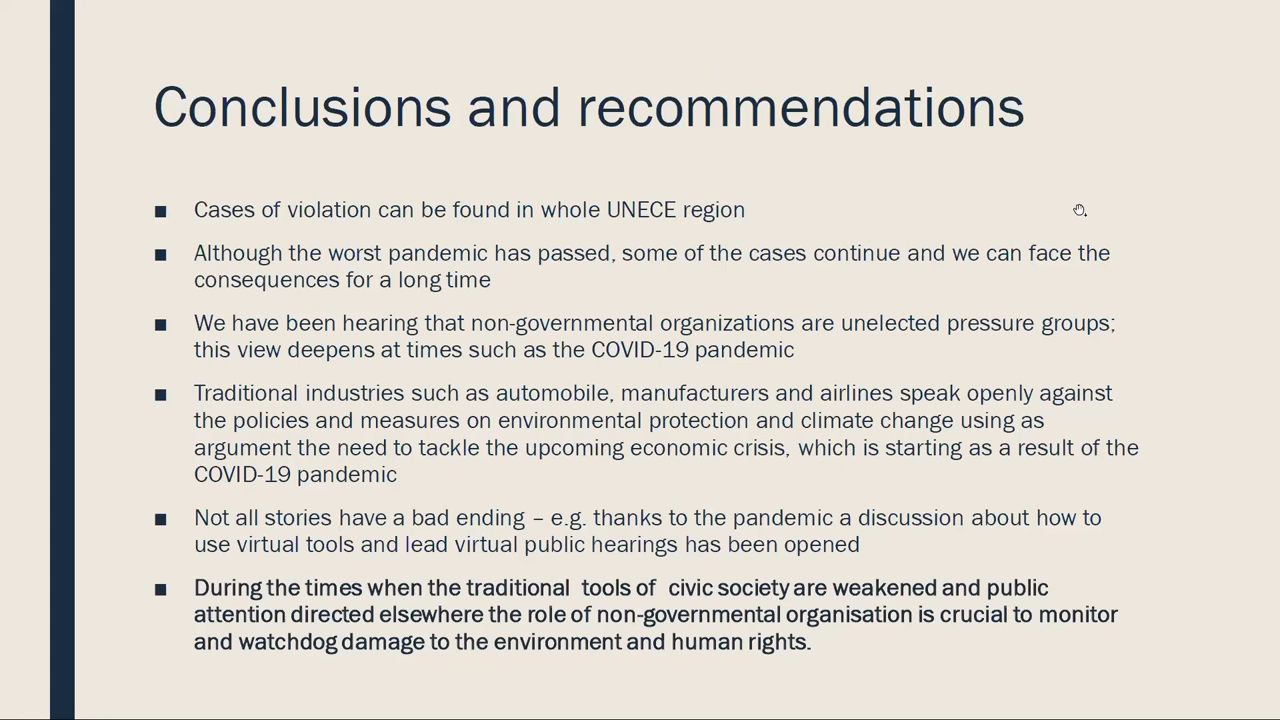 Conclusions and recommendations
■ Cases of violation can be found in whole UNECE region
■ Although the worst pandemic has passed, some of the cases continue and we can face the
consequences for a long time
■ We have been hearing that non-governmental organizations are unelected pressure groups;
this view deepens at times such as the COVID-19 pandemic
■ Traditional industries such as automobile, manufacturers and airlines speak openly against
the policies and measures on environmental protection and climate change using as
argument the need to tackle the upcoming economic crisis, which is starting as a result of the
COVID-19 pandemic
■ Not all stories have a bad ending – e.g. thanks to the pandemic a discussion about how to
use virtual tools and lead virtual public hearings has been opened
■ During the times when the traditional tools of civic society are weakened and public
attention directed elsewhere the role of non-governmental organisation is crucial to monitor
and watchdog damage to the environment and human rights.